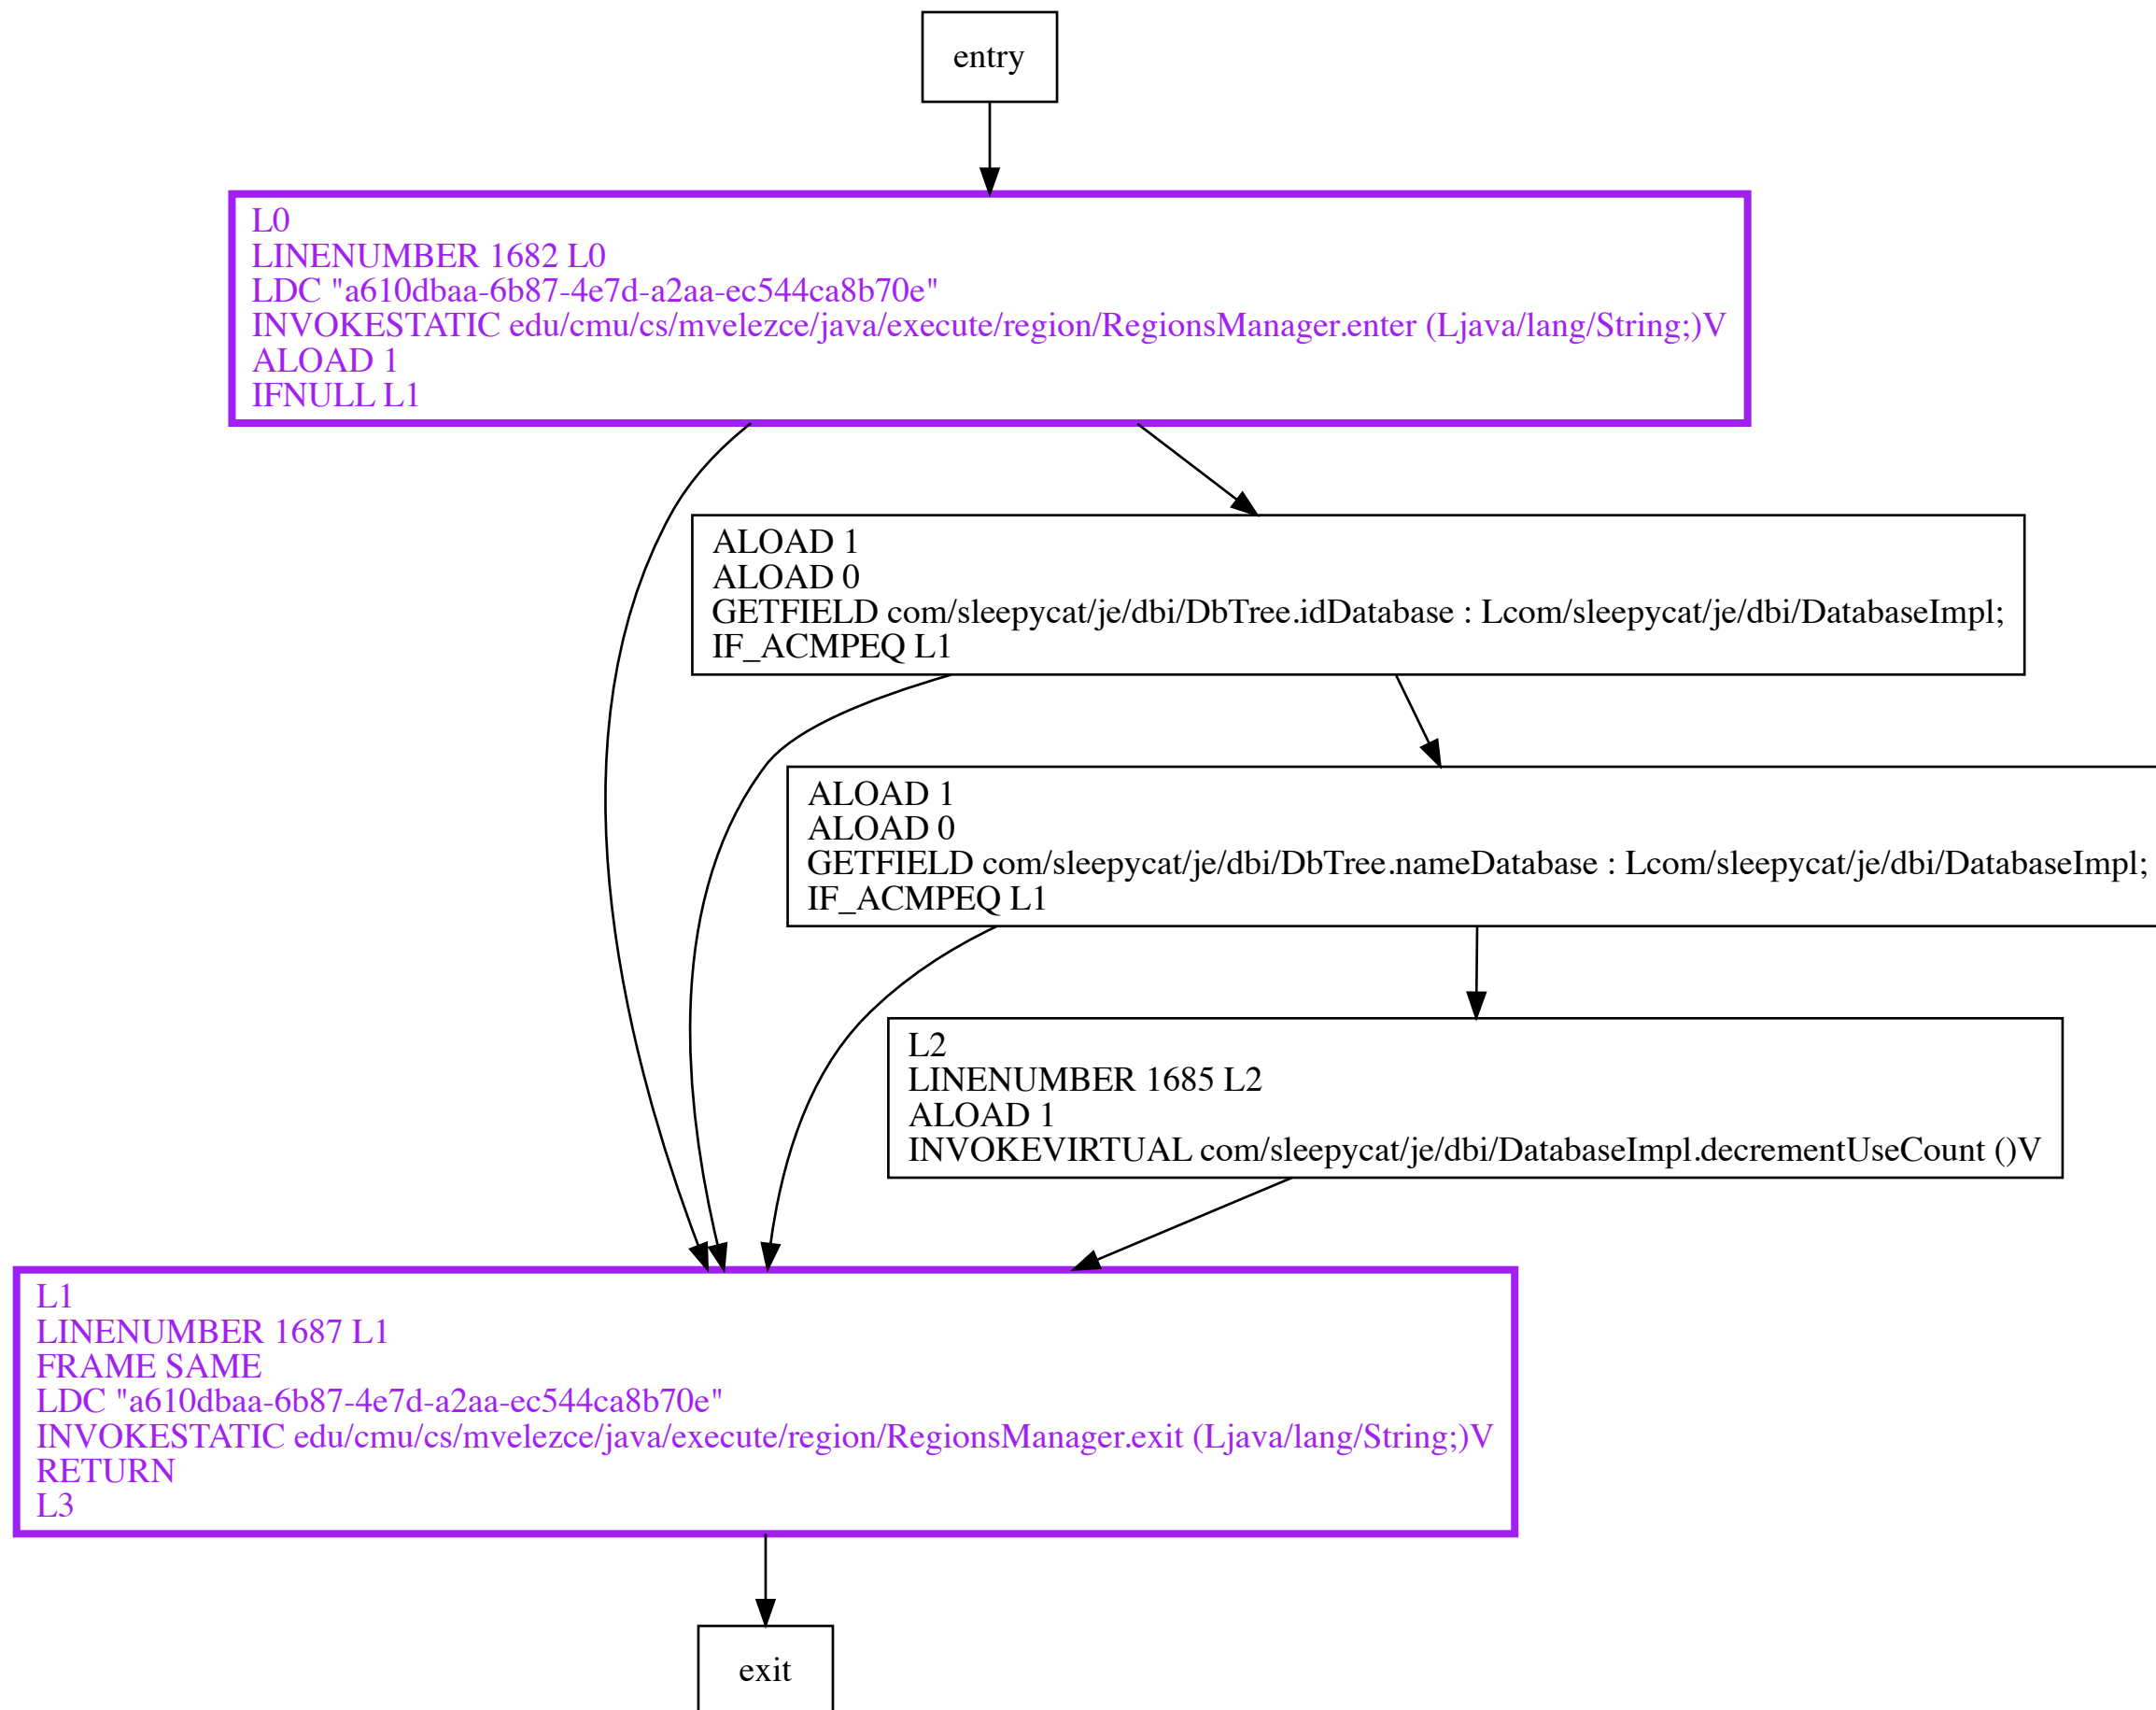 entry
L0
LINENUMBER 1682 L0
LDC "a610dbaa-6b87-4e7d-a2aa-ec544ca8b70e"
INVOKESTATIC edu/cmu/cs/mvelezce/java/execute/region/RegionsManager.enter (Ljava/lang/String;)V
ALOAD 1
IFNULL L1
ALOAD 1
ALOAD 0
GETFIELD com/sleepycat/je/dbi/DbTree.idDatabase : Lcom/sleepycat/je/dbi/DatabaseImpl;
IF_ACMPEQ L1
ALOAD 1
ALOAD 0
GETFIELD com/sleepycat/je/dbi/DbTree.nameDatabase : Lcom/sleepycat/je/dbi/DatabaseImpl;
IF_ACMPEQ L1
L2
LINENUMBER 1685 L2
ALOAD 1
INVOKEVIRTUAL com/sleepycat/je/dbi/DatabaseImpl.decrementUseCount ()V
L1
LINENUMBER 1687 L1
FRAME SAME
LDC "a610dbaa-6b87-4e7d-a2aa-ec544ca8b70e"
INVOKESTATIC edu/cmu/cs/mvelezce/java/execute/region/RegionsManager.exit (Ljava/lang/String;)V
RETURN
L3
exit